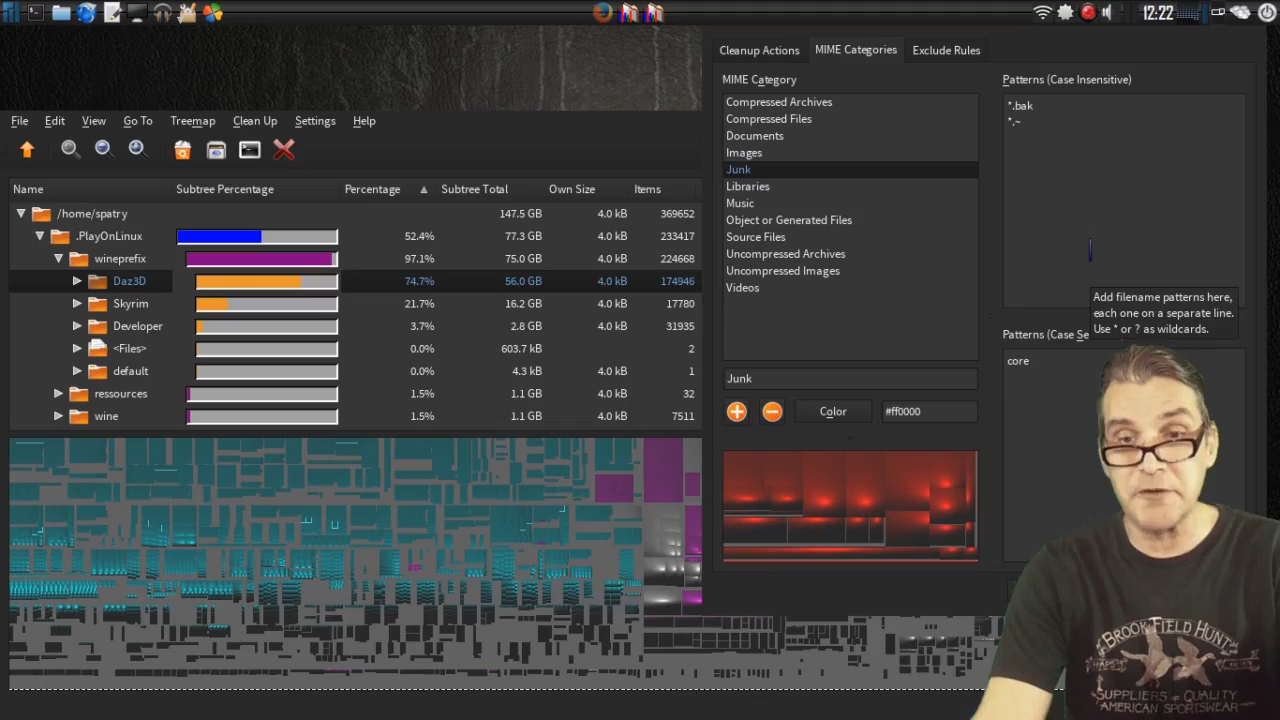 12:22
Cleanup Actions MIME Categories Exclude Rules
MIME Category
Compressed Archives
Compressed Files
Documents
Images
Junk
Libraries
Music
Object or Generated Files
Source Files
Uncompressed Archives
Uncompressed Images
Videos
Junk
Color #ff0000
Patterns (Case Insensitive)
*.bak
*.~
Add filename patterns here,
each one on a separate line.
Use * or ? as wildcards.
Patterns (Case Se
core
File Edit View Go To Treemap Clean Up Settings Help
Name Subtree Percentage Percentage Subtree Total Own Size Items
/home/spatry 147.5 GB 4.0 kB 369652
.PlayOnLinux 52.4% 77.3 GB 4.0 kB 233417
wineprefix 97.1% 75.0 GB 4.0 kB 224668
Daz3D 74.7% 56.0 GB 4.0 kB 174946
Skyrim 21.7% 16.2 GB 4.0 kB 17780
Developer 3.7% 2.8 GB 4.0 kB 31935
<Files> 0.0% 603.7 kB 2
default 0.0% 4.3 kB 4.0 kB 1
ressources 1.5% 1.1 GB 4.0 kB 32
wine 1.5% 1.1 GB 4.0 kB 7511
BROOKFIELD HUNT
SUPPLIERS OF QUALITY
AMERICAN SPORTSWEAR